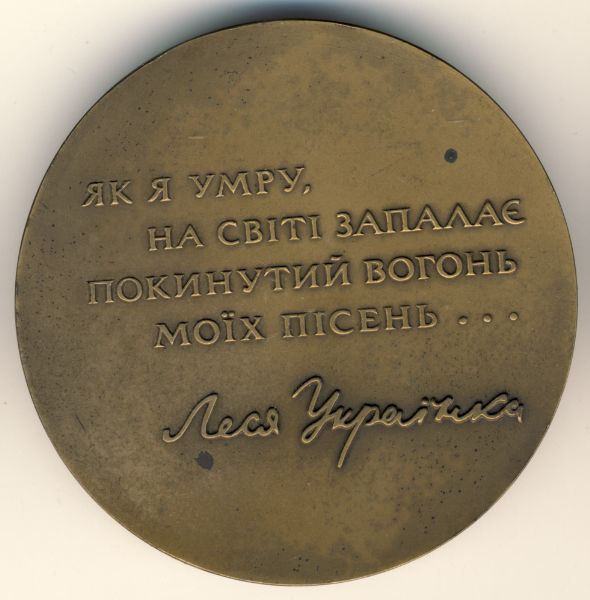 ЯК Я УМРУ,
НА СВІТІ ЗАПАЛАЄ
ПОКИНУТИЙ ВОГОНЬ
МОЇХ ПІСЕНЬ . . .
Леся Українка